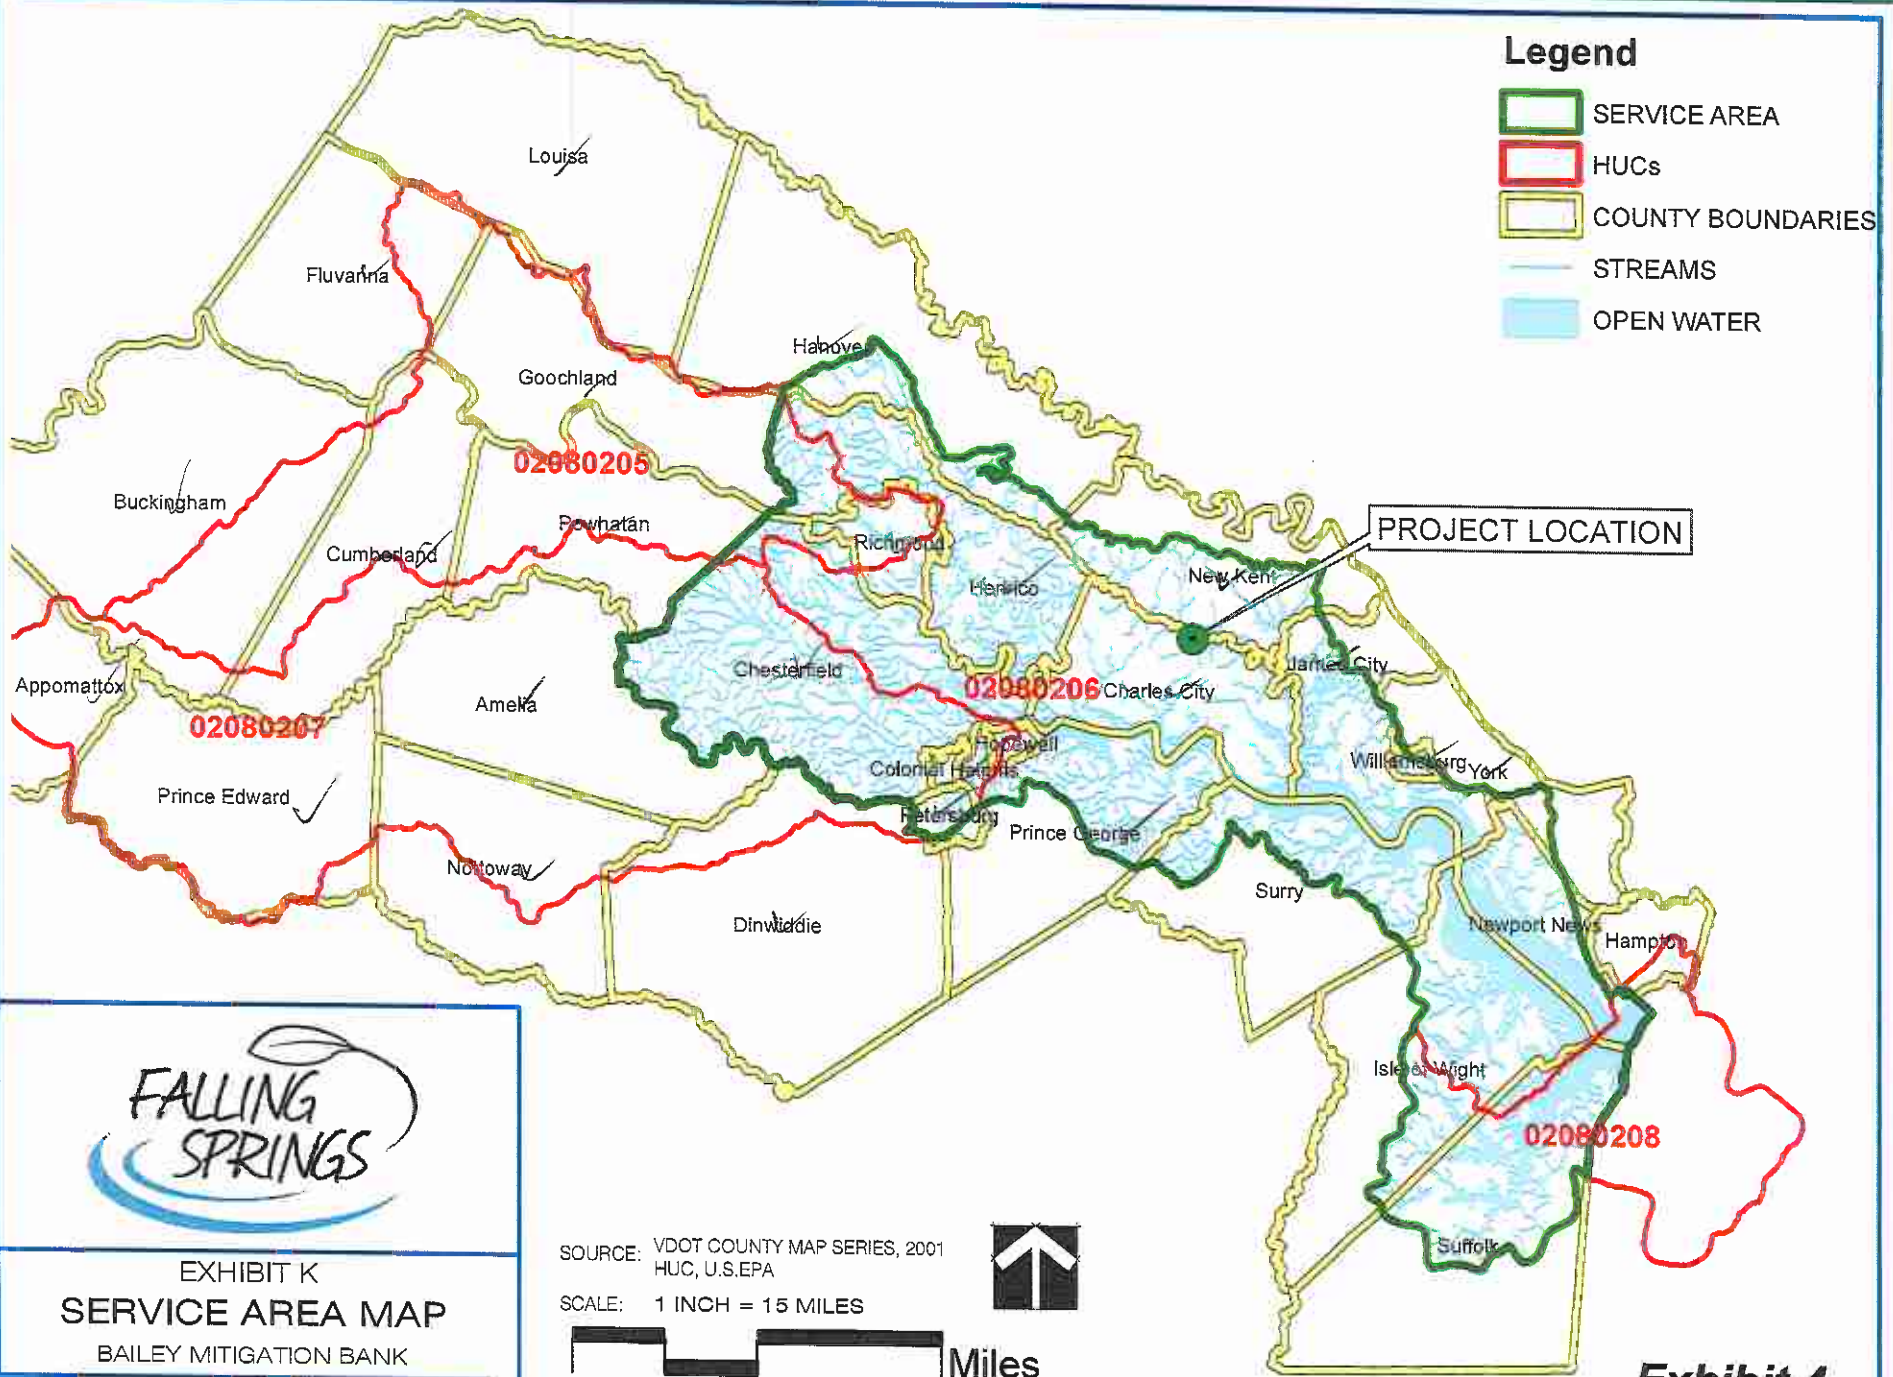 Legend
SERVICE AREA
HUCs
COUNTY BOUNDARIES
STREAMS
OPEN WATER
Louisa
Fluvanna
Hanover
Goochland
02080205
Buckingham
Powhatan
Cumberland
Richmond
PROJECT LOCATION
New Kent
Henrico
James City
Chesterfield
Appomattox
02080206
Charles City
Amelia
02080207
Hopewell
Williamsburg
York
Colonial Heights
Prince Edward
Petersburg
Prince George
Nottoway
Surry
Dinwiddie
Newport News
Hampton
Isle of Wight
02080208
Suffolk
FALLING
SPRINGS
EXHIBIT K
SERVICE AREA MAP
BAILEY MITIGATION BANK
SOURCE: VDOT COUNTY MAP SERIES, 2001
HUC, U.S.EPA
SCALE: 1 INCH = 15 MILES
Miles
Exhibit